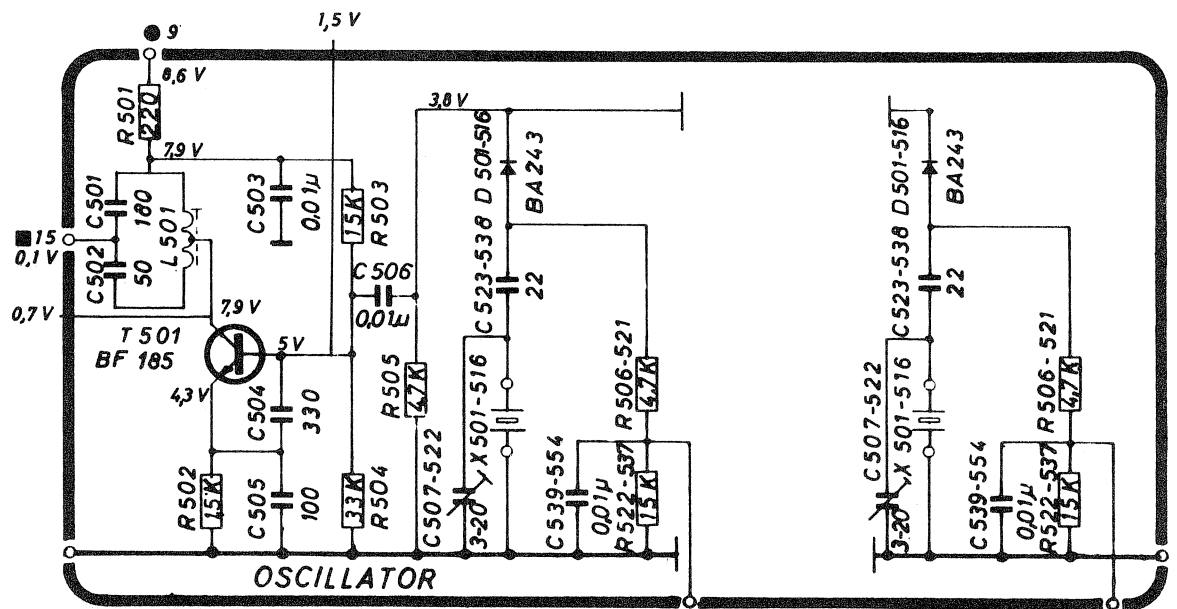 9
1,5 V
8,6 V
R501
220
7,9 V
C501
180
L501
C503
0.01µ
15K
R503
3,8 V
C523-538 D501-516
BA243
C523-538 D501-516
BA243
15
0,1 V
C502
50
C506
0,01µ
22
22
0,7 V
7,9 V
T 501
BF 185
5 V
4,3 V
C504
330
R505
4,7K
C507-522
X501-516
R506-521
4,7K
C507-522
X 501-516
R506-521
4,7K
R502
1,5K
C505
100
33K
R504
3-20
C539-554
0,01µ
R522-537
15K
3-20
C539-554
0,01µ
R522-537
15K
OSCILLATOR